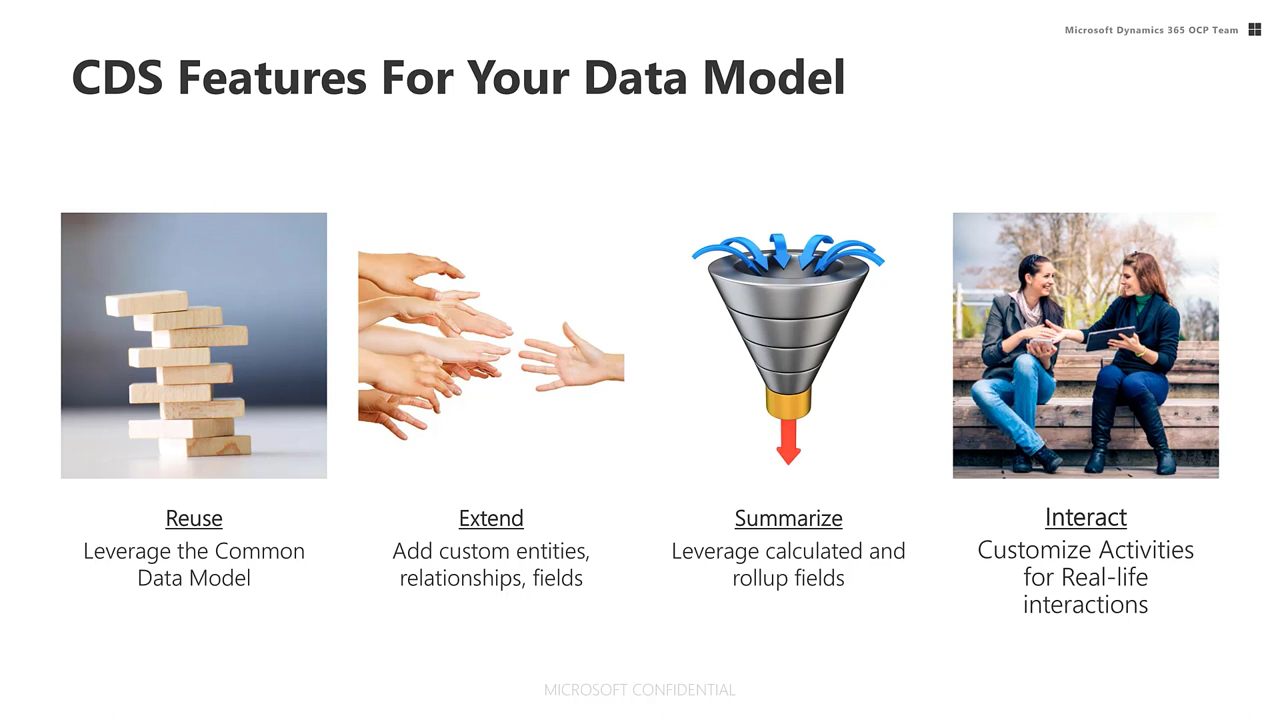 Microsoft Dynamics 365 OCP Team
CDS Features For Your Data Model
Reuse
Leverage the Common
Data Model
Extend
Add custom entities,
relationships, fields
Summarize
Leverage calculated and
rollup fields
Interact
Customize Activities
for Real-life
interactions
MICROSOFT CONFIDENTIAL